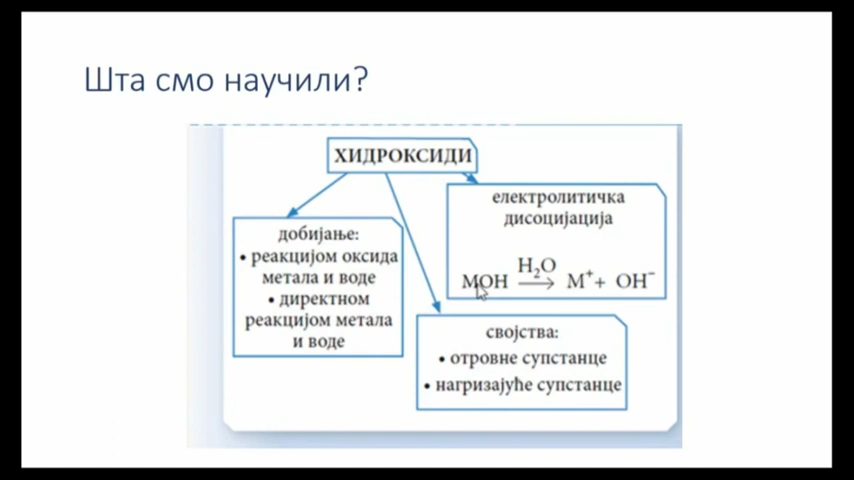 Шта смо научили?
ХИДРОКСИДИ
добијање:
• реакцијом оксида
метала и воде
• директном
реакцијом метала
и воде
електролитичка
дисоцијација
H₂O
MOH ⟶ M⁺ + OH⁻
својства:
• отровне супстанце
• нагризајуће супстанце